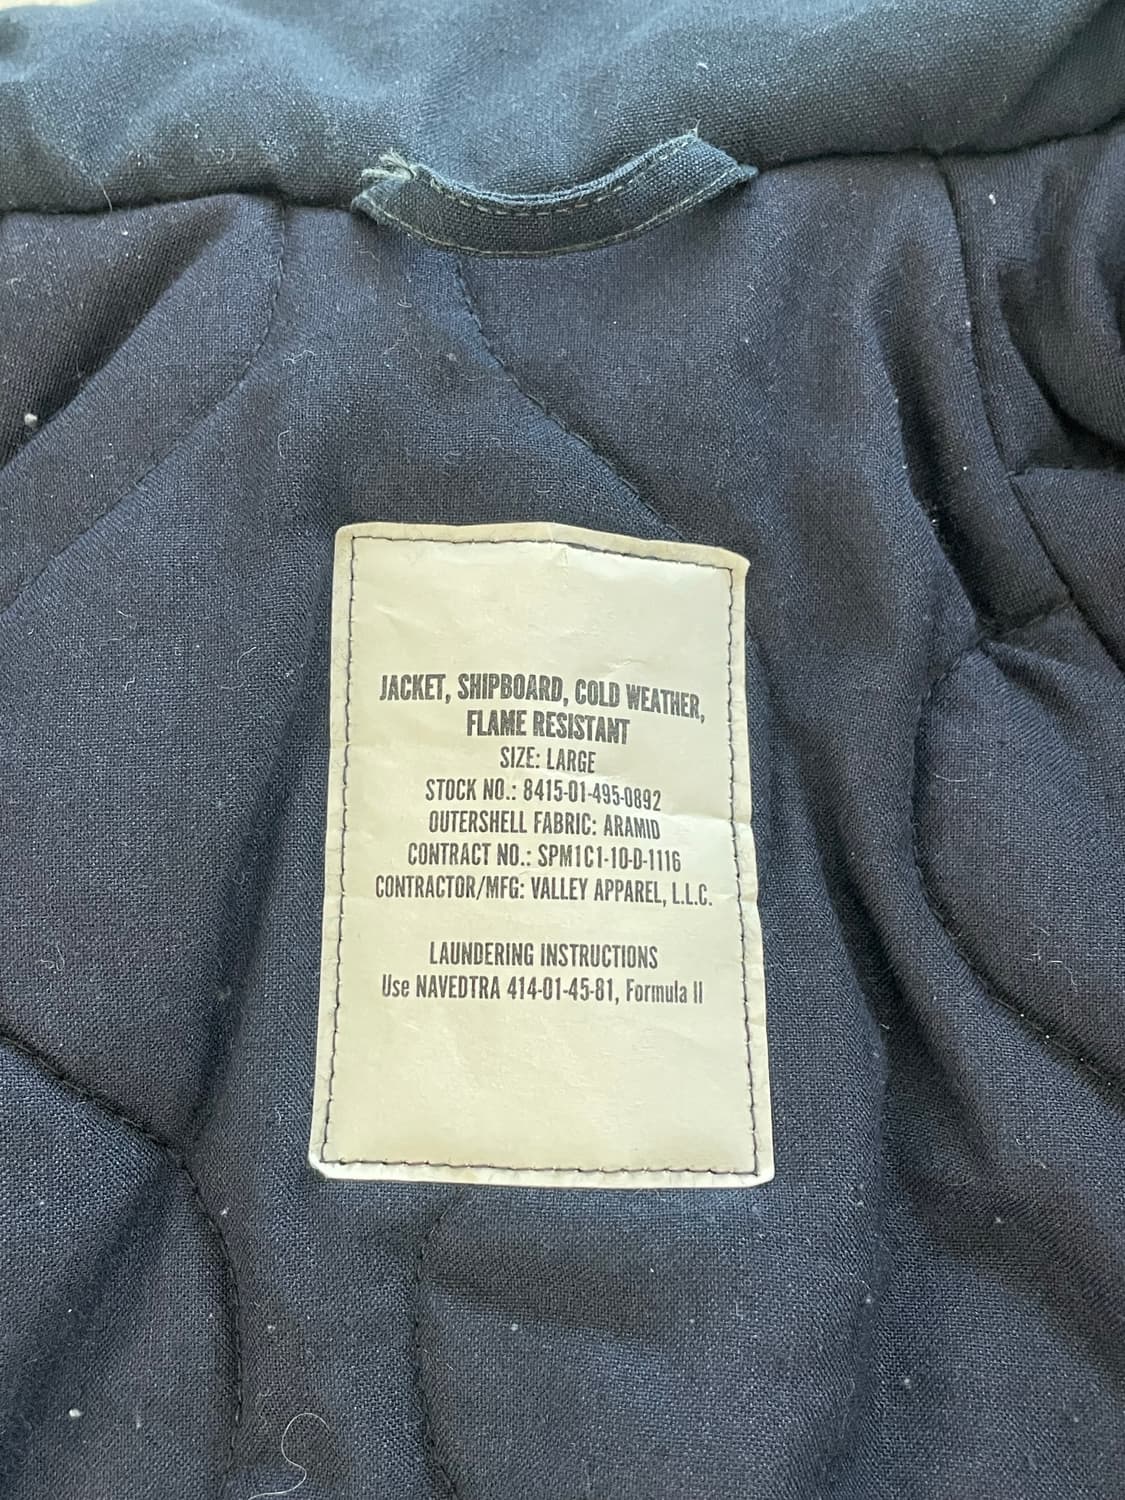 JACKET, SHIPBOARD, COLD WEATHER,
FLAME RESISTANT
SIZE: LARGE
STOCK NO.: 8415-01-495-0892
OUTERSHELL FABRIC: ARAMID
CONTRACT NO.: SPM1C1-10-D-1116
CONTRACTOR/MFG: VALLEY APPAREL, L.L.C.
LAUNDERING INSTRUCTIONS
Use NAVEDTRA 414-01-45-81, Formula II